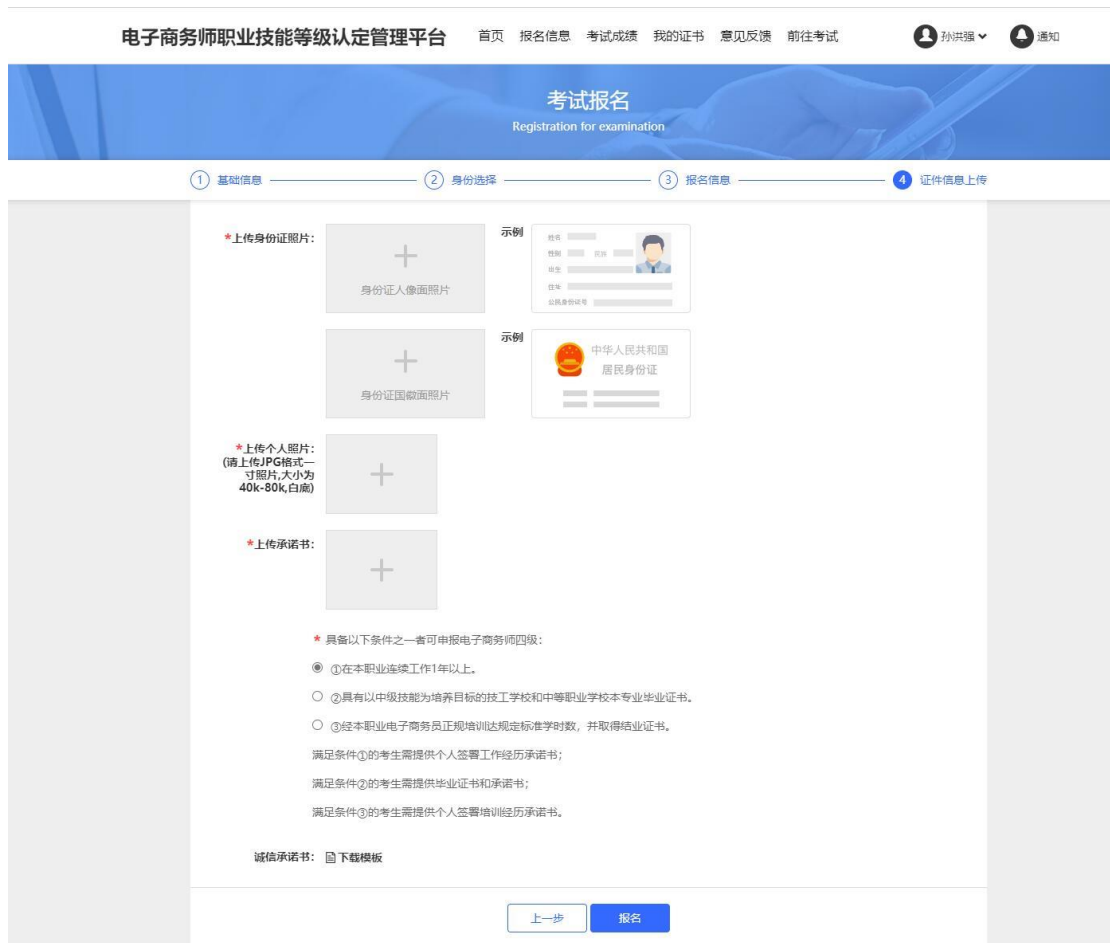 电子商务师职业技能等级认定管理平台 首页 报名信息 考试成绩 我的证书 意见反馈 前往考试 孙洪强 通知
考试报名
Registration for examination
1 基础信息 2 身份选择 3 报名信息 4 证件信息上传
*上传身份证照片:
身份证人像面照片
示例
姓名
性别 民族
出生
住址
公民身份证号
身份证国徽面照片
示例
中华人民共和国
居民身份证
*上传个人照片:
(请上传JPG格式一
寸照片,大小为
40k-80k,白底)
*上传承诺书:
* 具备以下条件之一者可申报电子商务师四级:
①在本职业连续工作1年以上。
②具有以中级技能为培养目标的技工学校和中等职业学校本专业毕业证书。
③经本职业电子商务员正规培训达规定标准学时数，并取得结业证书。
满足条件①的考生需提供个人签署工作经历承诺书;
满足条件②的考生需提供毕业证书和承诺书;
满足条件③的考生需提供个人签署培训经历承诺书。
诚信承诺书: 下载模板
上一步 报名